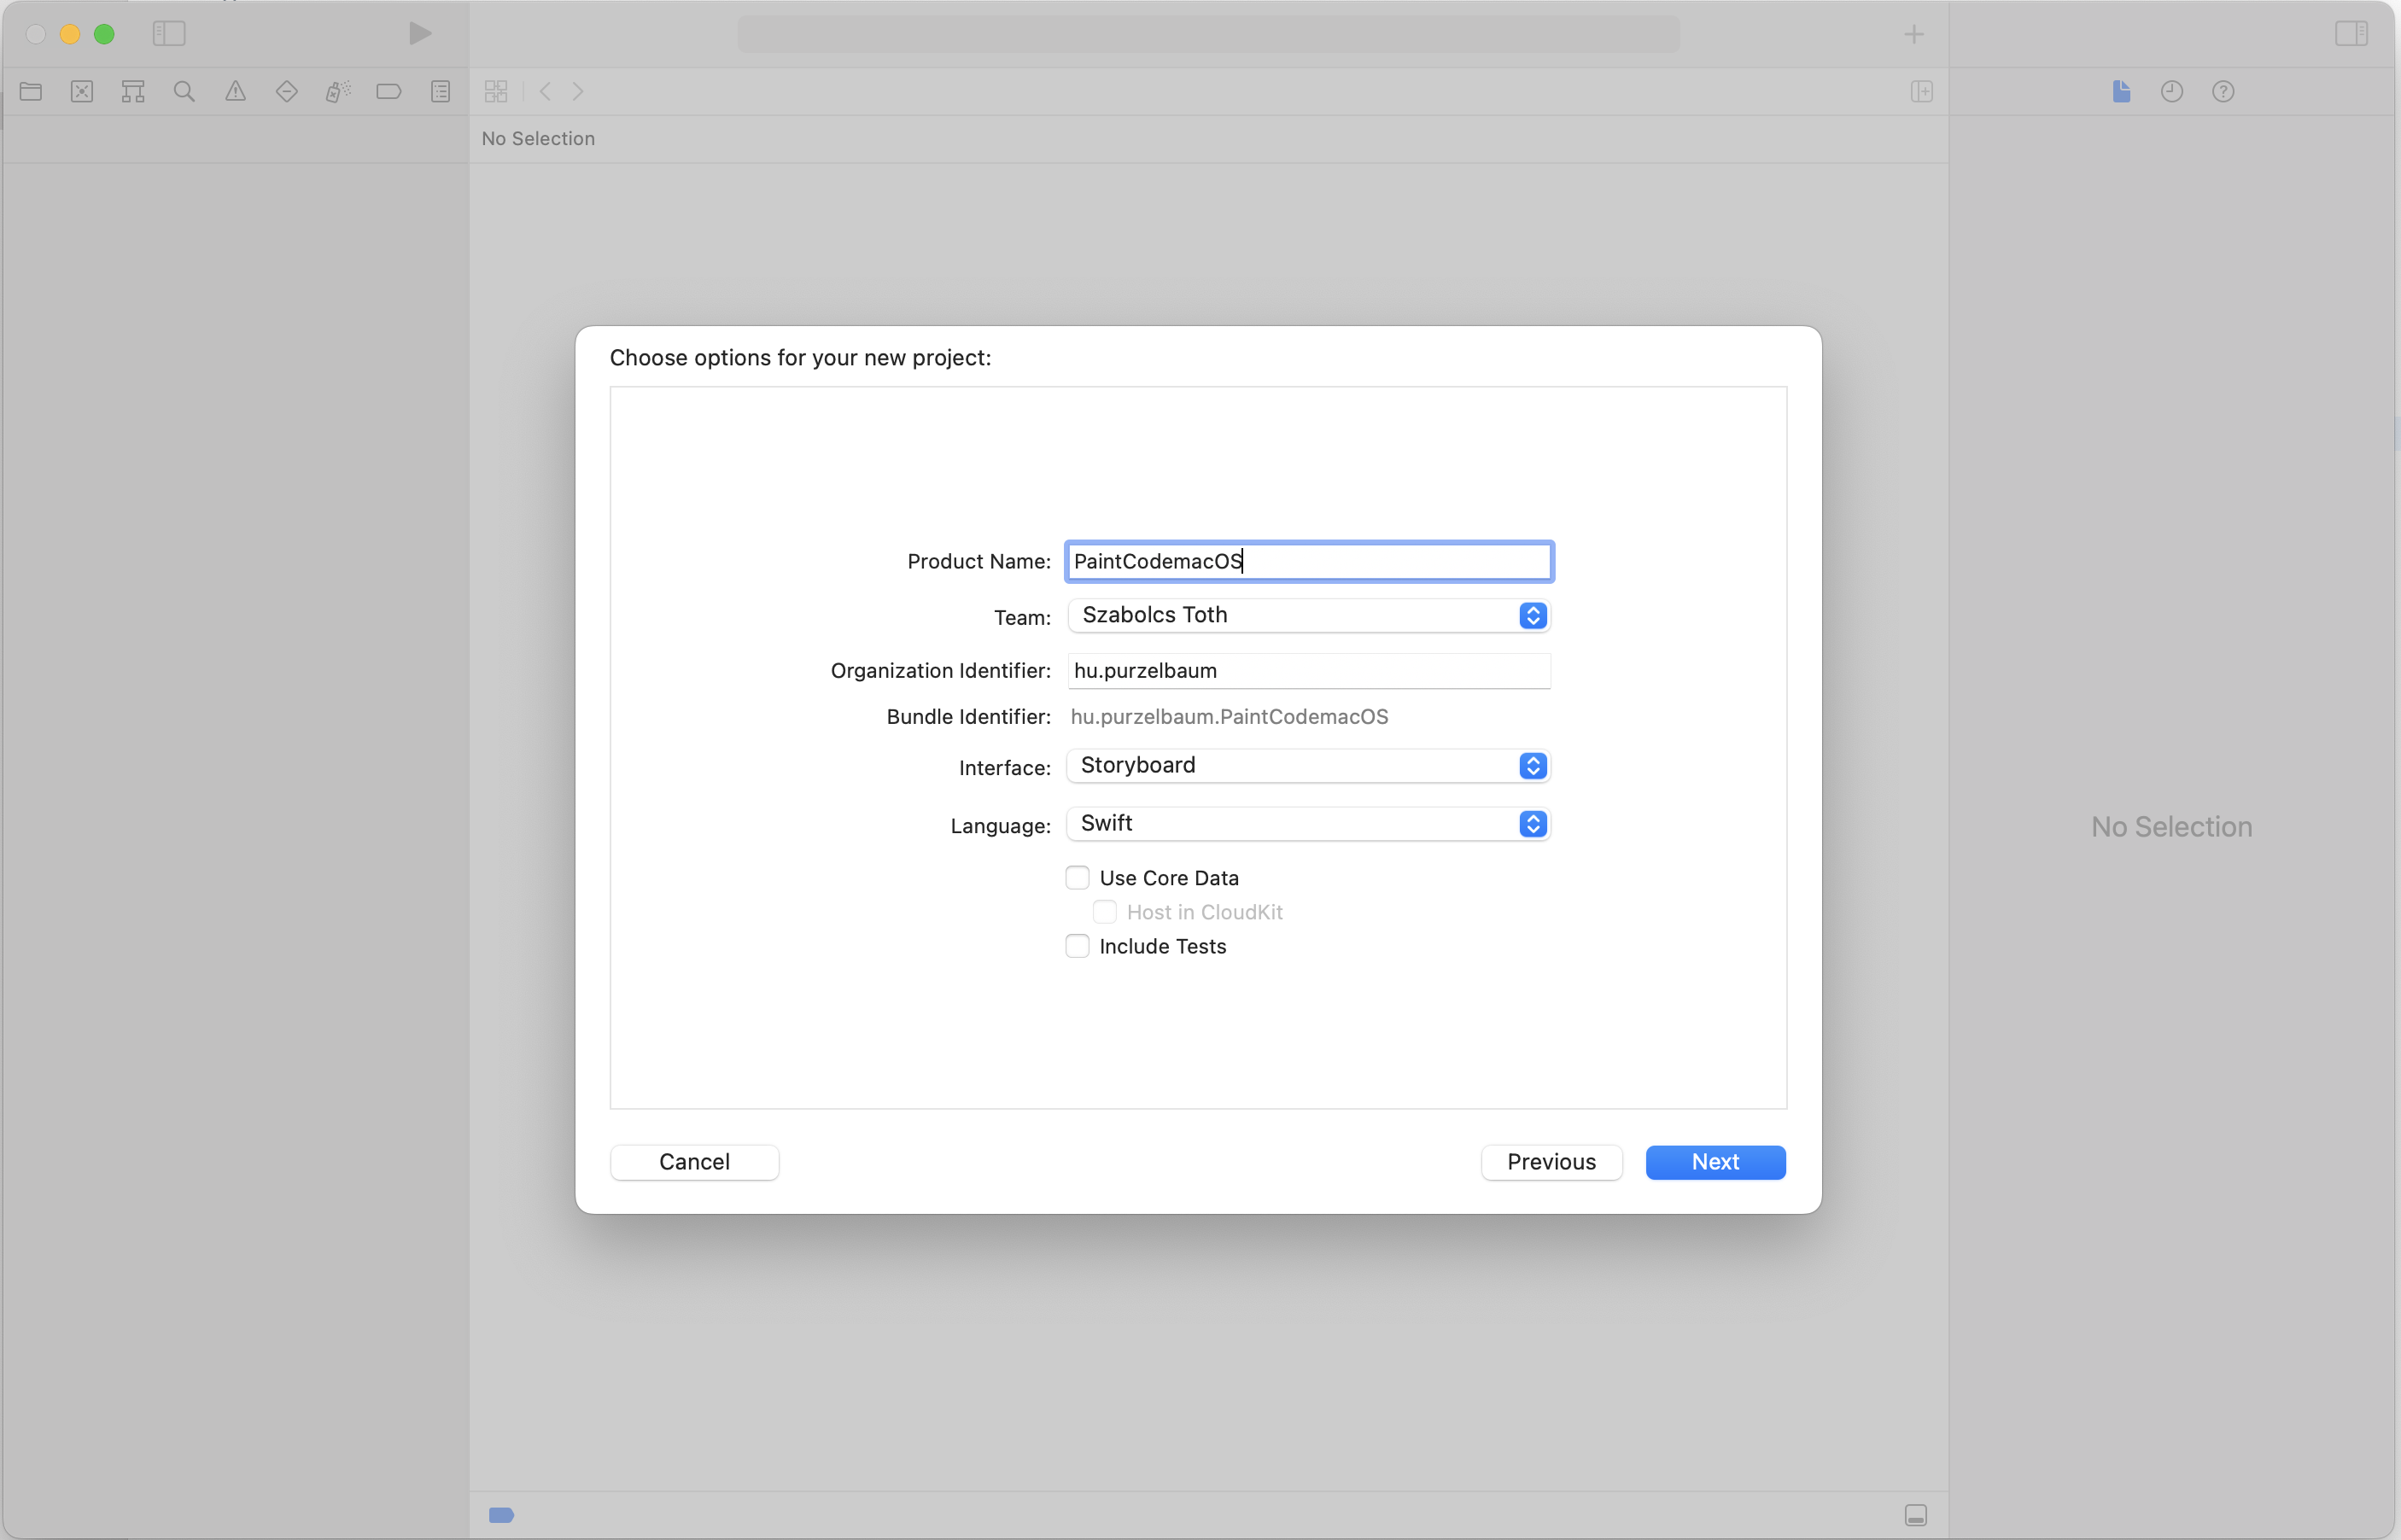 No Selection
Choose options for your new project:
Product Name: PaintCodemacOS
Team: Szabolcs Toth
Organization Identifier: hu.purzelbaum
Bundle Identifier: hu.purzelbaum.PaintCodemacOS
Interface: Storyboard
Language: Swift
Use Core Data
Host in CloudKit
Include Tests
No Selection
Cancel Previous Next